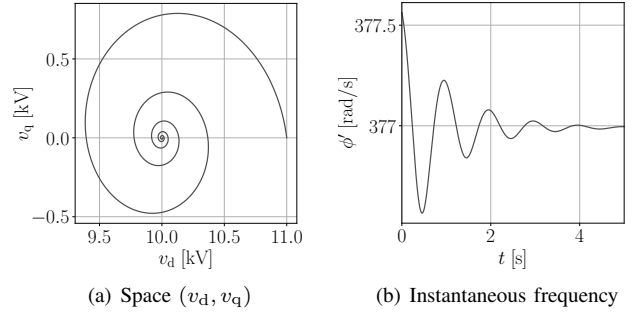 0.5
0.0
−0.5
v_q [kV]
9.5 10.0 10.5 11.0
v_d [kV]
(a) Space (v_d, v_q)
377.5
377
ϕ′ [rad/s]
0 2 4
t [s]
(b) Instantaneous frequency